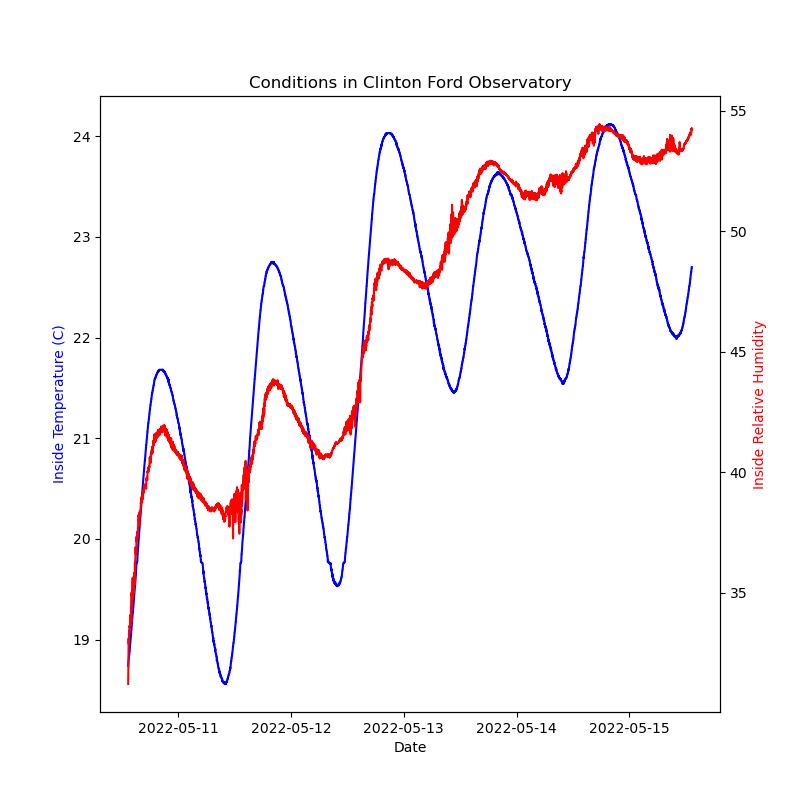 Conditions in Clinton Ford Observatory
Inside Temperature (C)
24
23
22
21
20
19
55
50
45
40
35
Inside Relative Humidity
2022-05-11 2022-05-12 2022-05-13 2022-05-14 2022-05-15
Date